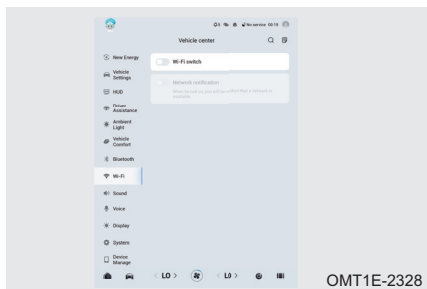 No service 00:19
Vehicle center
New Energy
Wi-Fi switch
Vehicle
Settings
Network notification
HUD
Driver
Assistance
Ambient
Light
Vehicle
Comfort
Bluetooth
Wi-Fi
Sound
Voice
Display
System
Device
Manage
< LO >
< LO >
OMT1E-2328